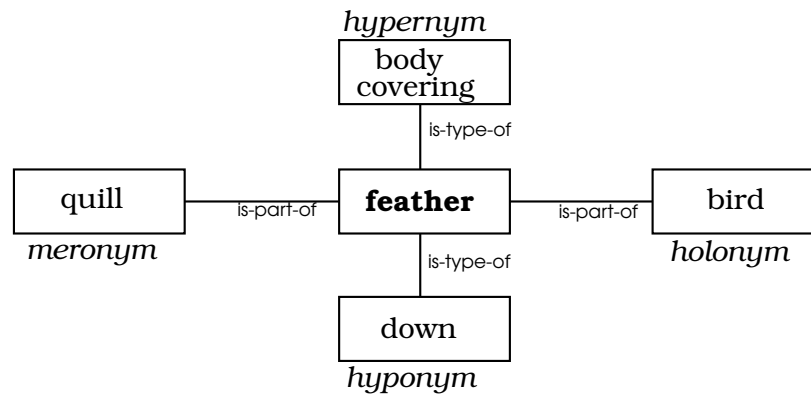 hypernym
body
covering
is-type-of
quill
is-part-of
feather
is-part-of
bird
meronym
is-type-of
holonym
down
hyponym